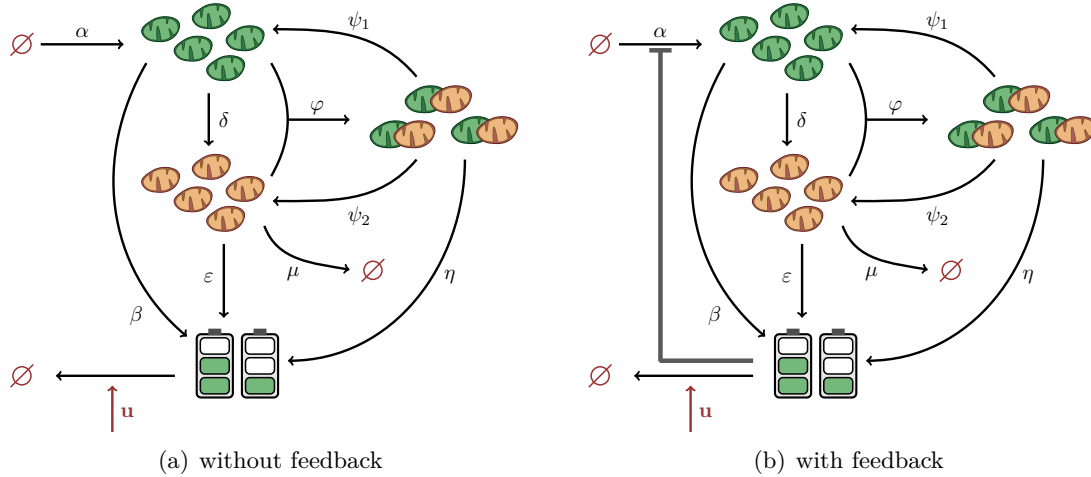 ∅ α ψ₁ ∅ α ψ₁
δ φ δ φ
ψ₂ ψ₂
ε μ ∅ η ε μ ∅ η
β β
∅ ∅
u u
(a) without feedback (b) with feedback